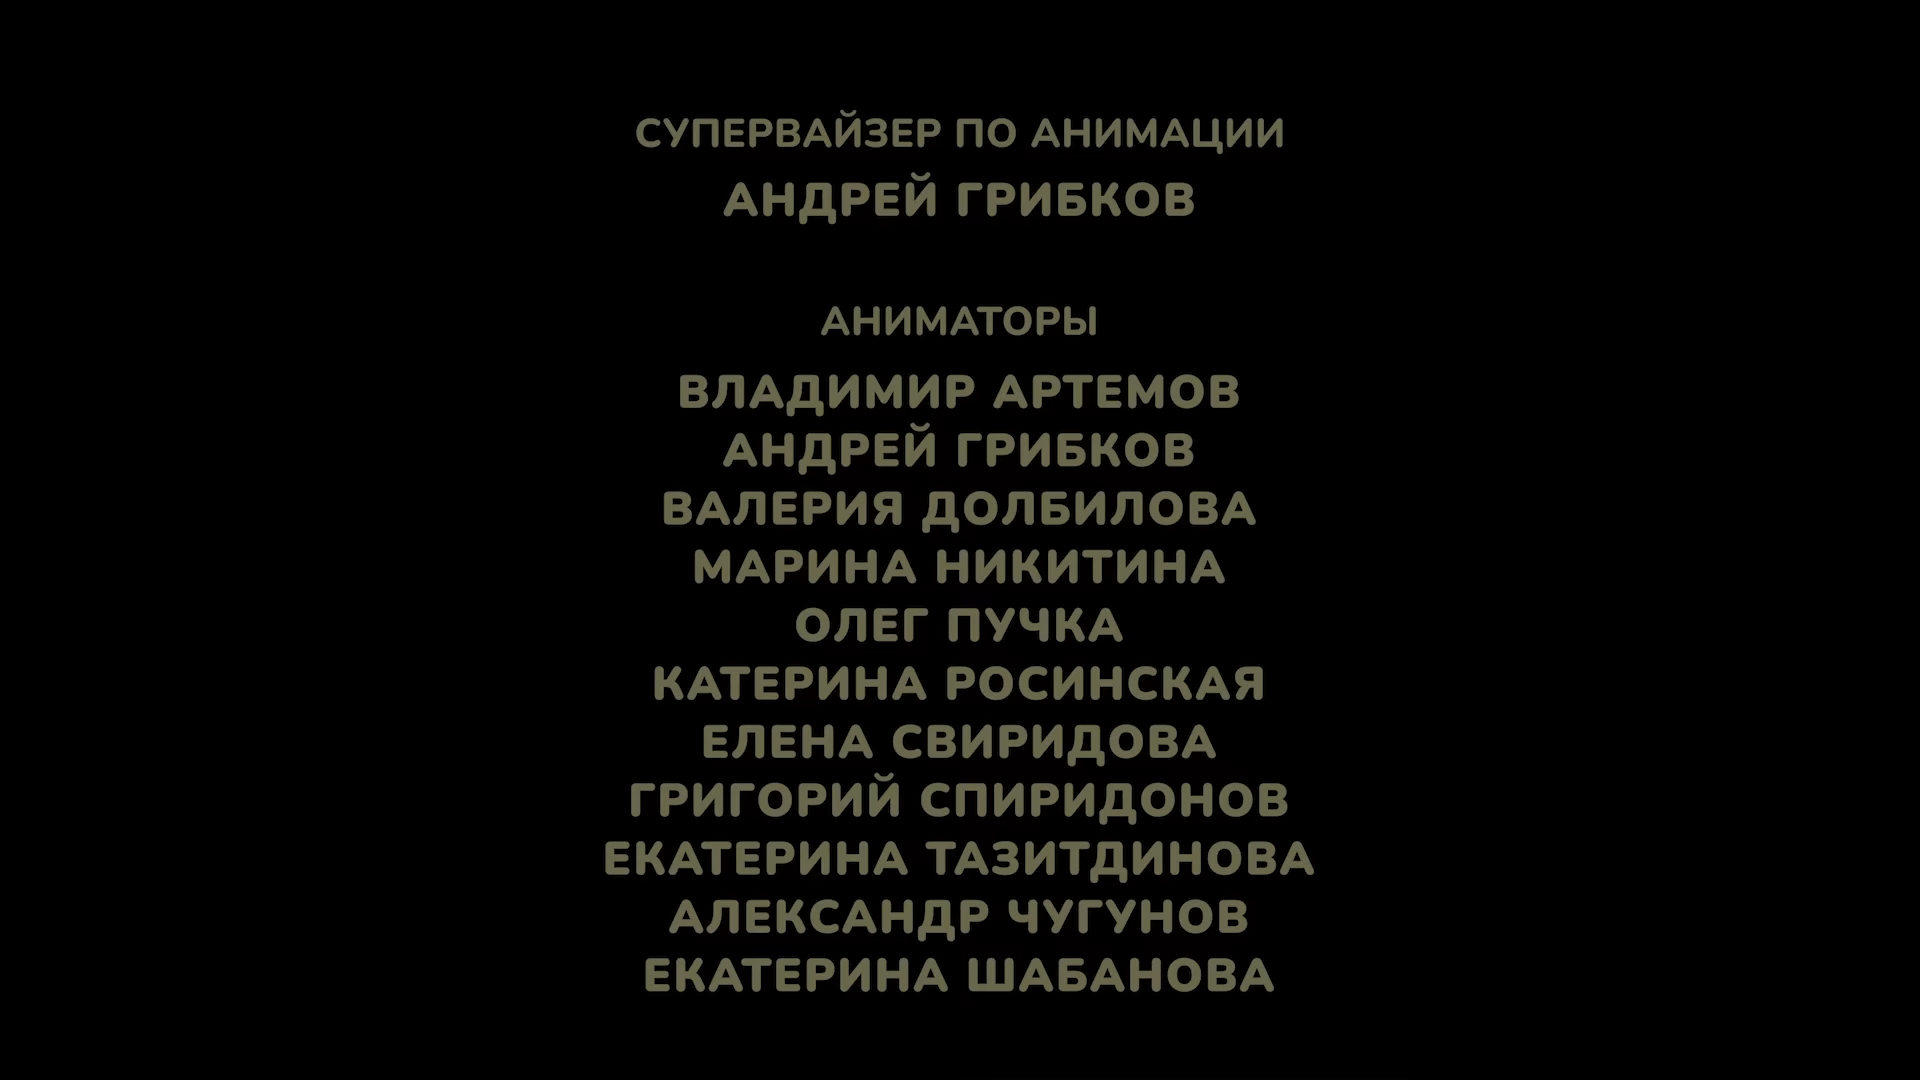 СУПЕРВАЙЗЕР ПО АНИМАЦИИ
АНДРЕЙ ГРИБКОВ
АНИМАТОРЫ
ВЛАДИМИР АРТЕМОВ
АНДРЕЙ ГРИБКОВ
ВАЛЕРИЯ ДОЛБИЛОВА
МАРИНА НИКИТИНА
ОЛЕГ ПУЧКА
КАТЕРИНА РОСИНСКАЯ
ЕЛЕНА СВИРИДОВА
ГРИГОРИЙ СПИРИДОНОВ
ЕКАТЕРИНА ТАЗИТДИНОВА
АЛЕКСАНДР ЧУГУНОВ
ЕКАТЕРИНА ШАБАНОВА